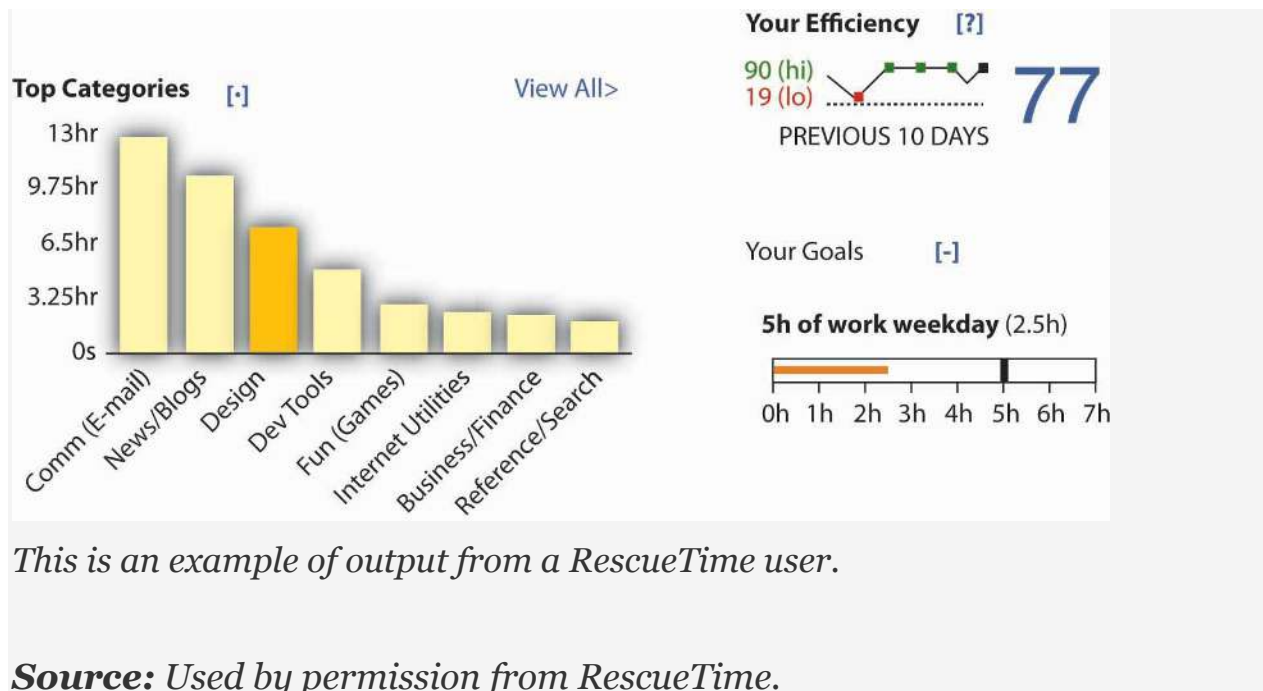 Top Categories [·] View All>
13hr
9.75hr
6.5hr
3.25hr
0s
Comm (E-mail)
News/Blogs
Design
Dev Tools
Fun (Games)
Internet Utilities
Business/Finance
Reference/Search
Your Efficiency [?]
90 (hi)
19 (lo)
77
PREVIOUS 10 DAYS
Your Goals [-]
5h of work weekday (2.5h)
0h 1h 2h 3h 4h 5h 6h 7h
This is an example of output from a RescueTime user.
Source: Used by permission from RescueTime.